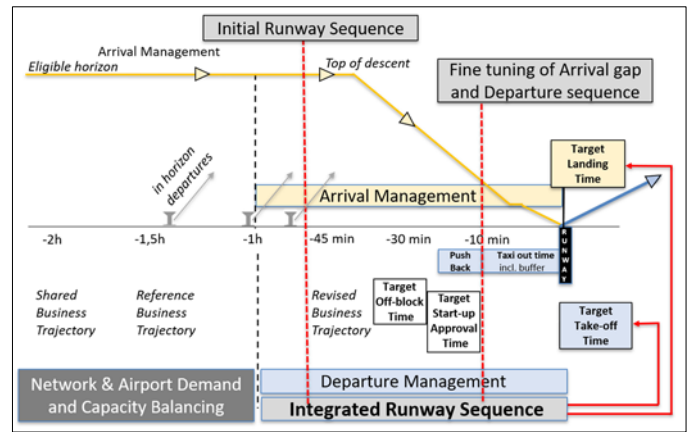 Initial Runway Sequence
Arrival Management
Eligible horizon
Top of descent
Fine tuning of Arrival gap
and Departure sequence
in horizon
departures
Target
Landing
Time
Arrival Management
-2h
-1,5h
-1h
-45 min
-30 min
-10 min
RUNWAY
Push
Back
Taxi out time
incl. buffer
Shared
Business
Trajectory
Reference
Business
Trajectory
Revised
Business
Trajectory
Target
Off-block
Time
Target
Start-up
Approval
Time
Target
Take-off
Time
Network & Airport Demand
and Capacity Balancing
Departure Management
Integrated Runway Sequence